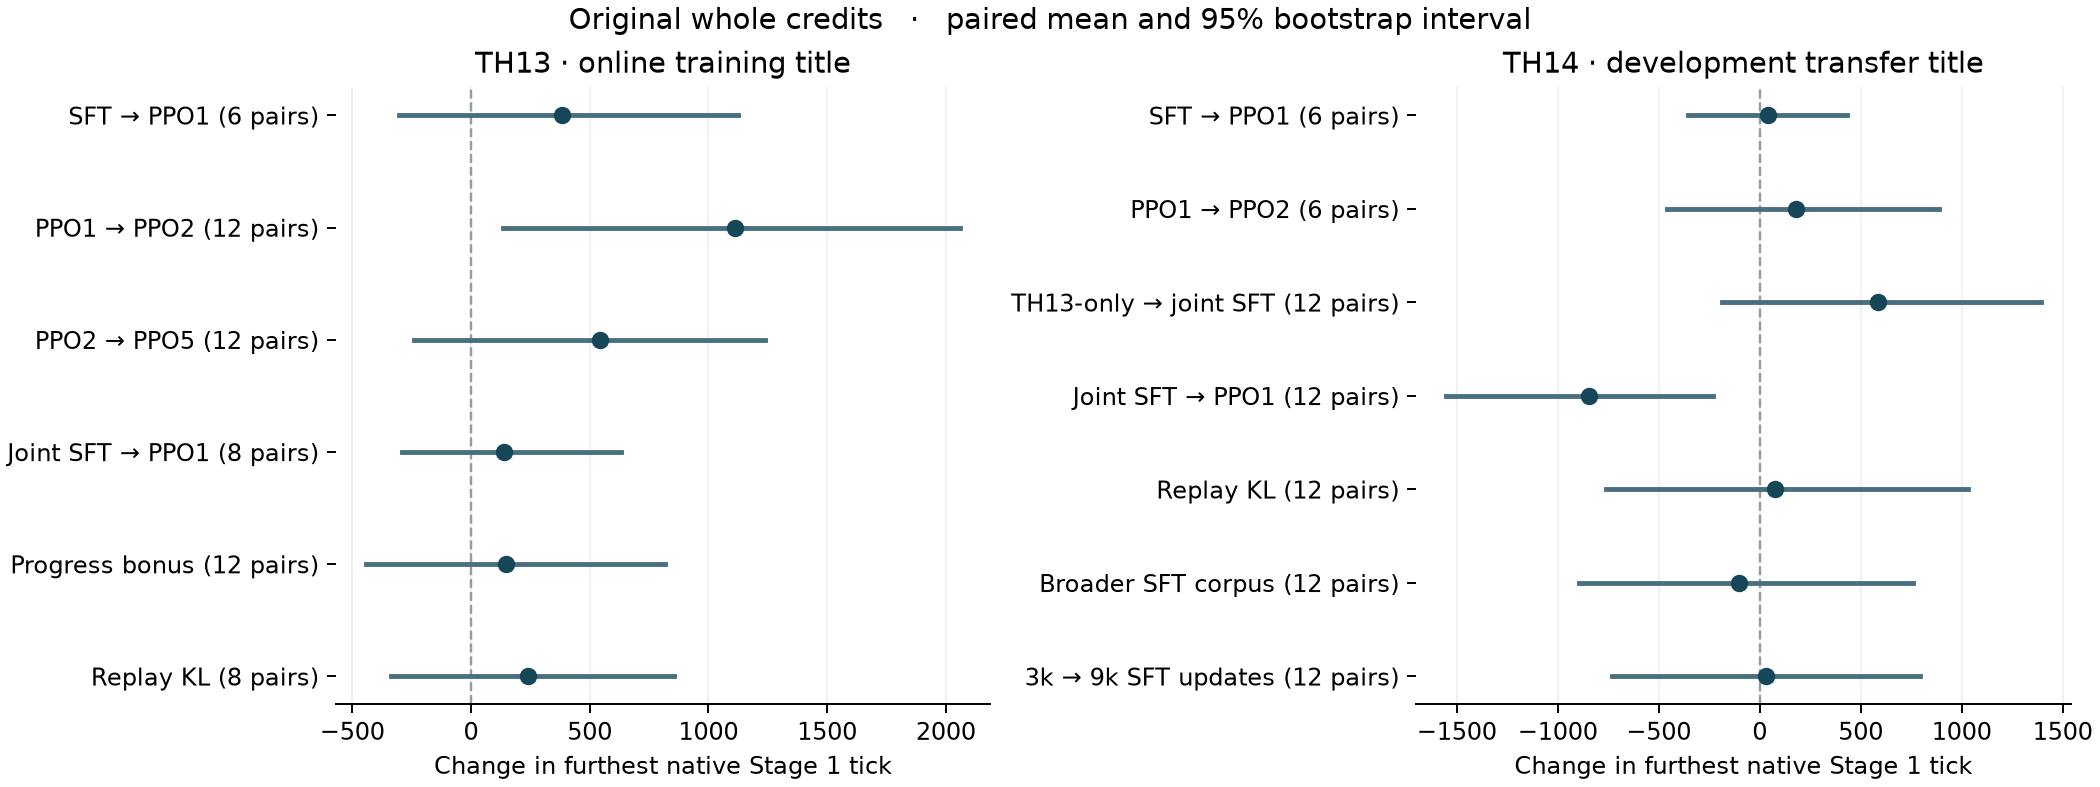 Original whole credits · paired mean and 95% bootstrap interval
TH13 · online training title
SFT → PPO1 (6 pairs)
PPO1 → PPO2 (12 pairs)
PPO2 → PPO5 (12 pairs)
Joint SFT → PPO1 (8 pairs)
Progress bonus (12 pairs)
Replay KL (8 pairs)
−500 0 500 1000 1500 2000
Change in furthest native Stage 1 tick
TH14 · development transfer title
SFT → PPO1 (6 pairs)
PPO1 → PPO2 (6 pairs)
TH13-only → joint SFT (12 pairs)
Joint SFT → PPO1 (12 pairs)
Replay KL (12 pairs)
Broader SFT corpus (12 pairs)
3k → 9k SFT updates (12 pairs)
−1500 −1000 −500 0 500 1000 1500
Change in furthest native Stage 1 tick